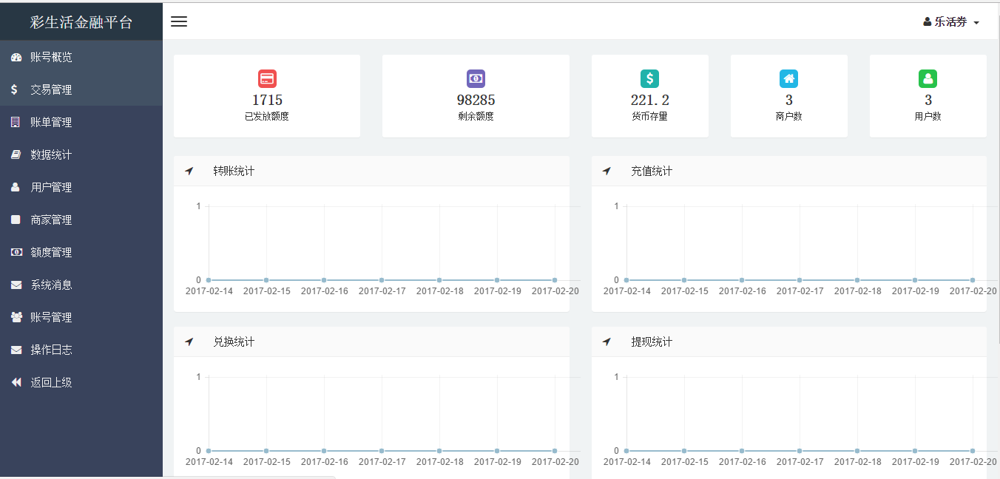 彩生活金融平台
乐活券
账号概览
交易管理
账单管理
数据统计
用户管理
商家管理
额度管理
系统消息
账号管理
操作日志
返回上级
1715
已发放额度
98285
剩余额度
221.2
货币存量
3
商户数
3
用户数
转账统计
1
0
2017-02-14 2017-02-15 2017-02-16 2017-02-17 2017-02-18 2017-02-19 2017-02-20
充值统计
1
0
2017-02-14 2017-02-15 2017-02-16 2017-02-17 2017-02-18 2017-02-19 2017-02-20
兑换统计
1
0
2017-02-14 2017-02-15 2017-02-16 2017-02-17 2017-02-18 2017-02-19 2017-02-20
提现统计
1
0
2017-02-14 2017-02-15 2017-02-16 2017-02-17 2017-02-18 2017-02-19 2017-02-20